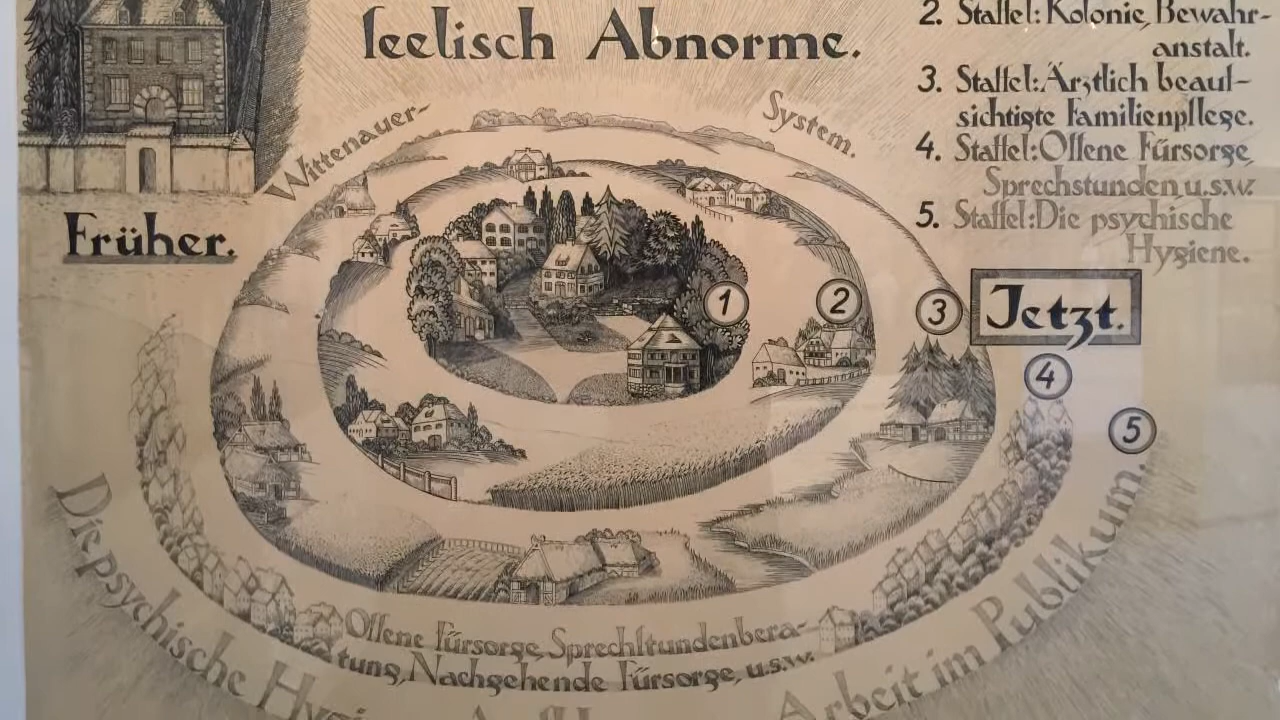 seelisch Abnorme.
2. Staffel: Kolonie, Bewahr-
anstalt.
3. Staffel: Ärztlich beauf-
sichtigte Familienpflege.
4. Staffel: Offene Fürsorge,
Sprechstunden u.s.w.
5. Staffel: Die psychische
Hygiene.
Wittenauer-
System.
Früher.
Jetzt.
1
2
3
4
5
Offene Fürsorge, Sprechstundenbera-
tung, Nachgehende Fürsorge, u.s.w.
Die psychische
Arbeit im Publikum.